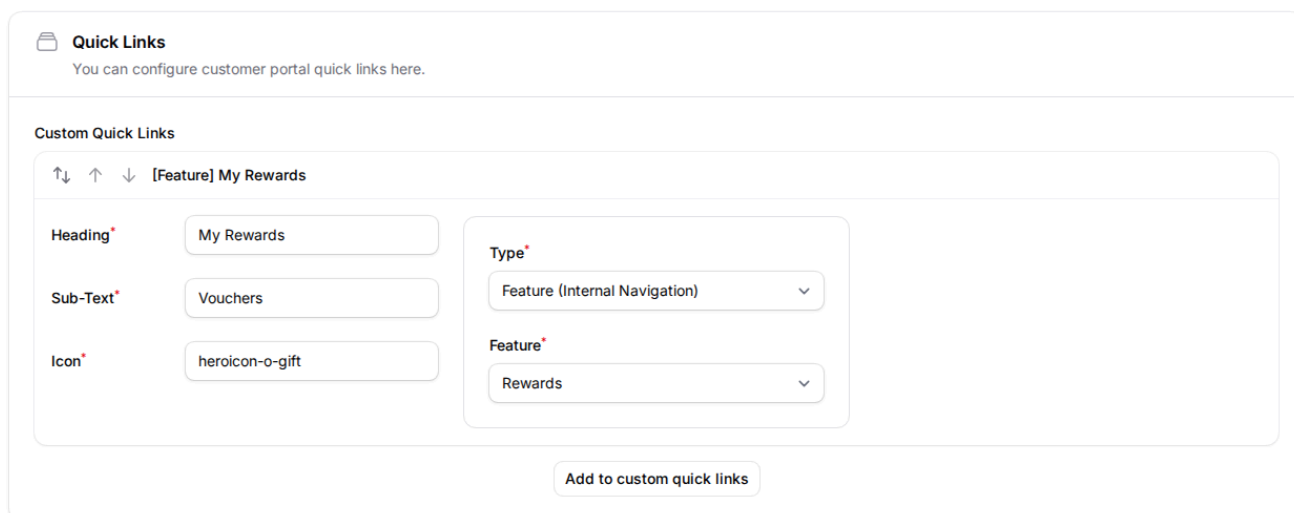 Quick Links
You can configure customer portal quick links here.
Custom Quick Links
[Feature] My Rewards
Heading* My Rewards
Sub-Text* Vouchers
Icon* heroicon-o-gift
Type*
Feature (Internal Navigation)
Feature*
Rewards
Add to custom quick links